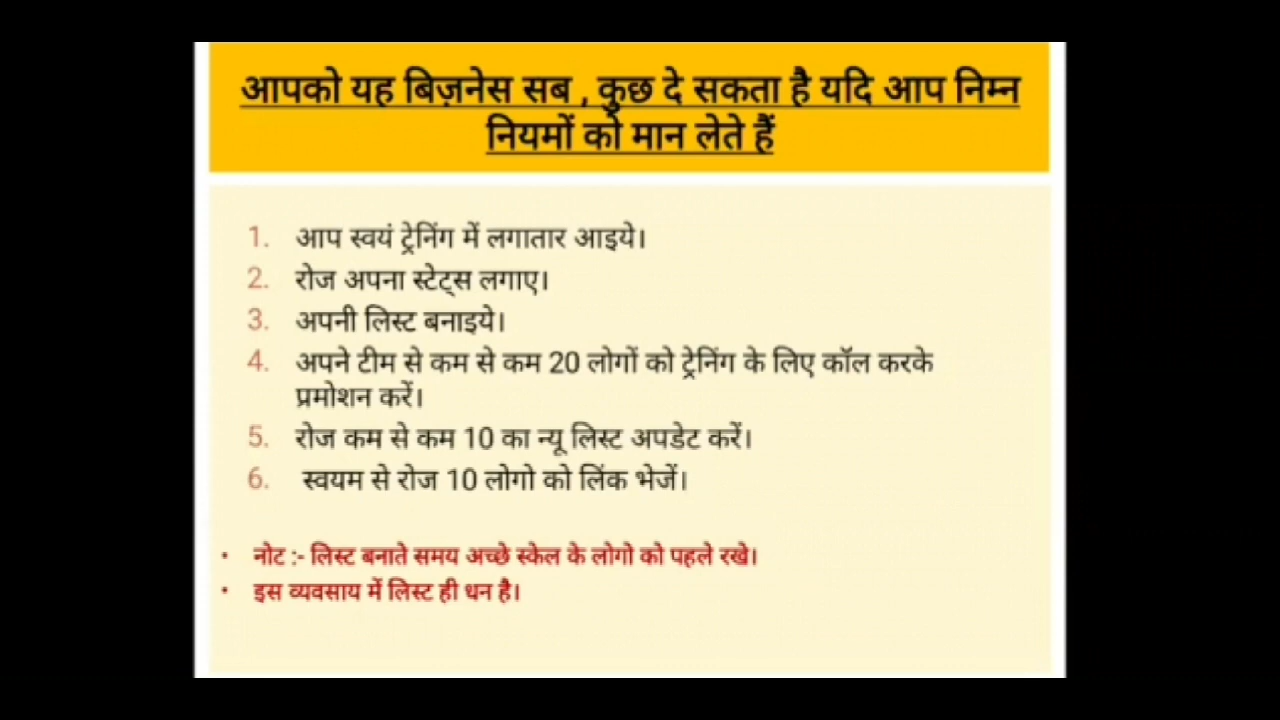 आपको यह बिज़नेस सब , कुछ दे सकता है यदि आप निम्न
नियमों को मान लेते हैं
1. आप स्वयं ट्रेनिंग में लगातार आइये।
2. रोज अपना स्टेट्स लगाए।
3. अपनी लिस्ट बनाइये।
4. अपने टीम से कम से कम 20 लोगों को ट्रेनिंग के लिए कॉल करके
प्रमोशन करें।
5. रोज कम से कम 10 का न्यू लिस्ट अपडेट करें।
6. स्वयम से रोज 10 लोगो को लिंक भेजें।
• नोट :- लिस्ट बनाते समय अच्छे स्केल के लोगो को पहले रखे।
• इस व्यवसाय में लिस्ट ही धन है।